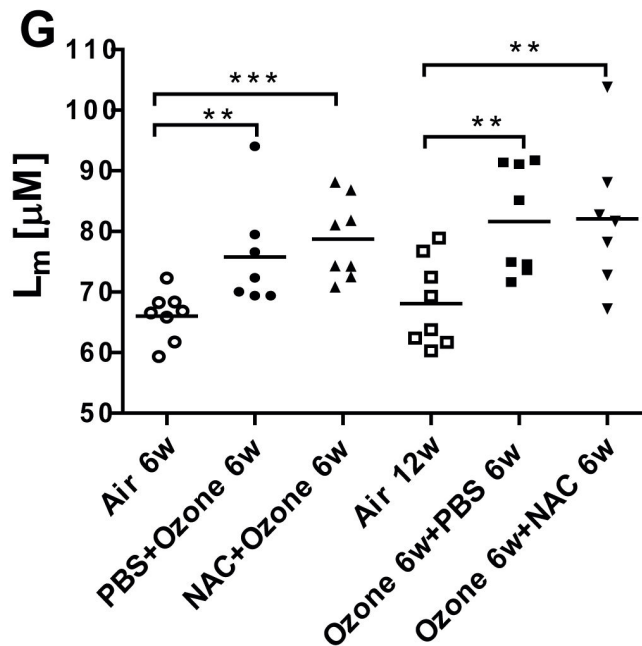 G
110
100
90
80
70
60
50
Lm [µM]
***
**
**
**
Air 6w
PBS+Ozone 6w
NAC+Ozone 6w
Air 12w
Ozone 6w+PBS 6w
Ozone 6w+NAC 6w